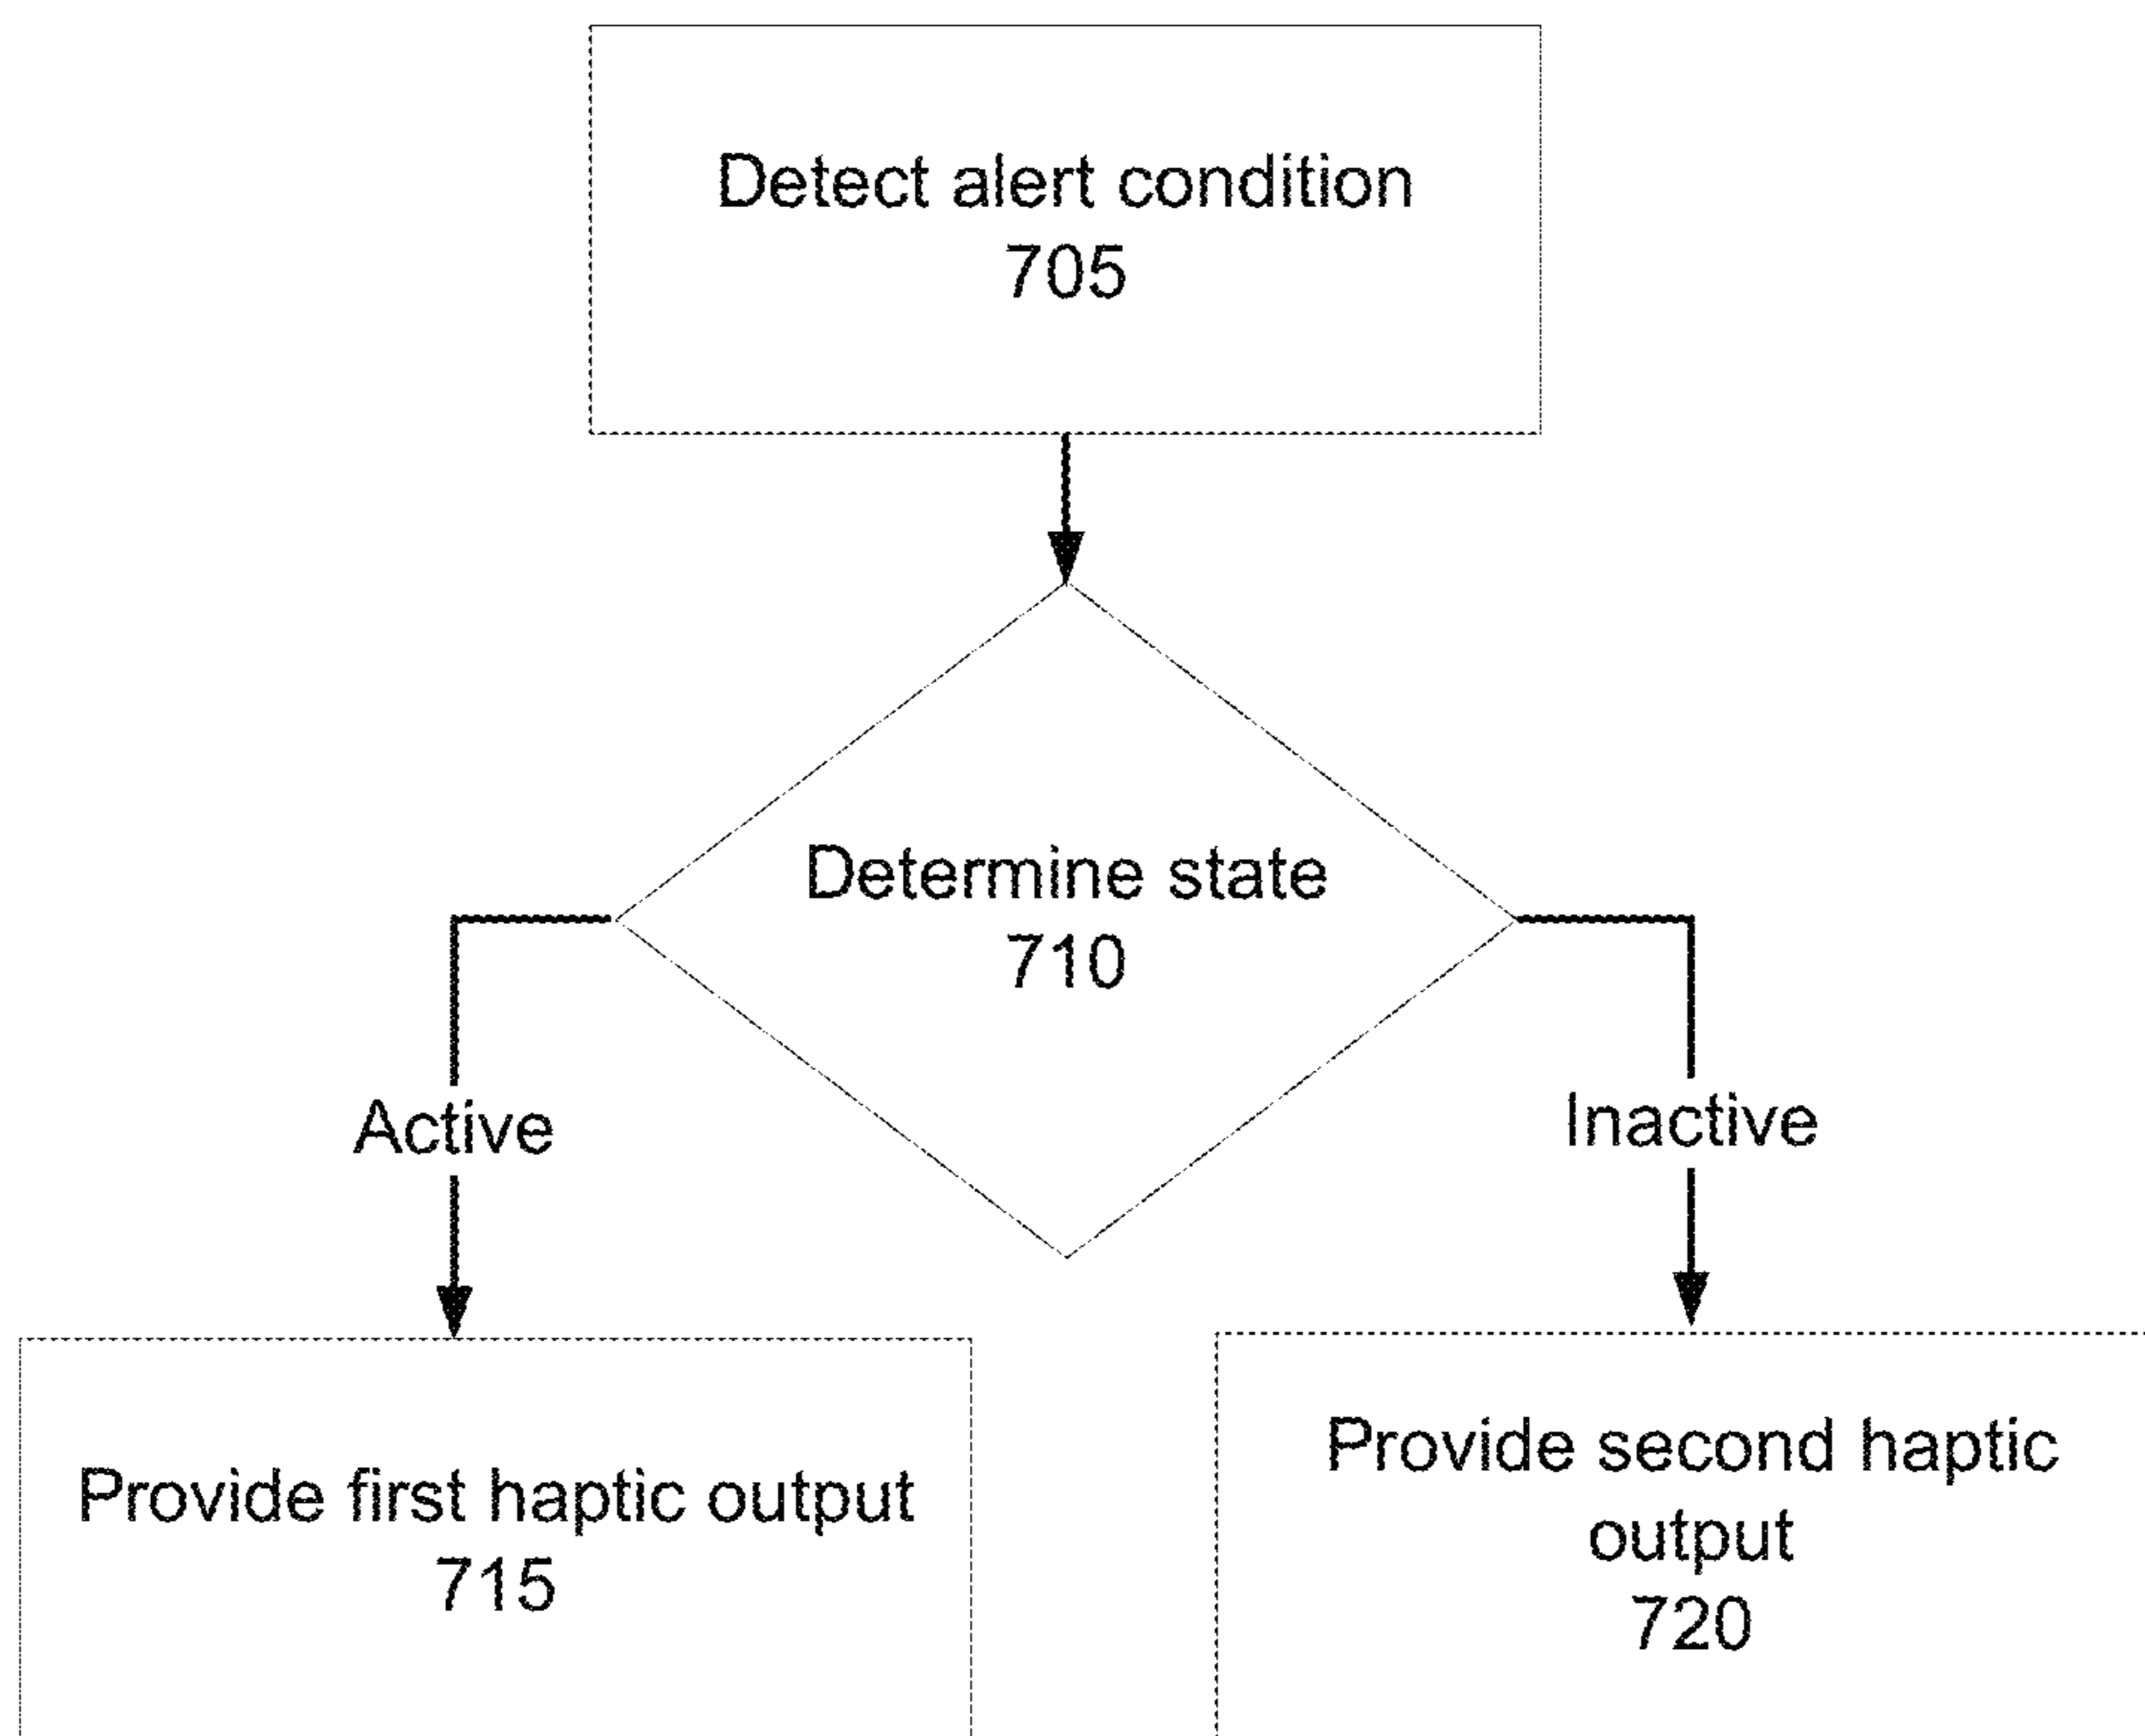 Detect alert condition
705
Determine state
710
Active
Inactive
Provide first haptic output
715
Provide second haptic
output
720